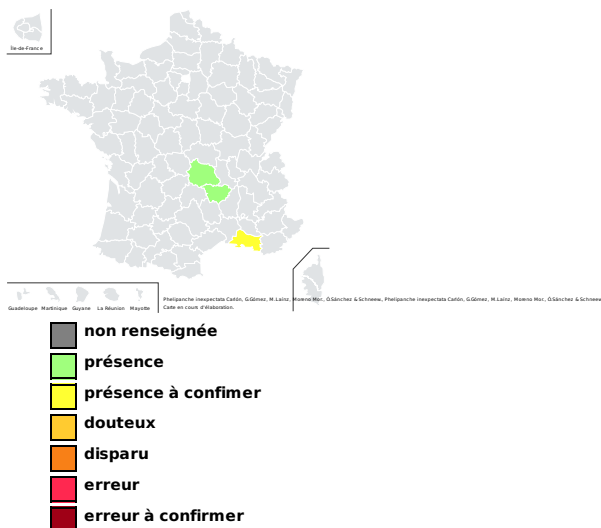 Île-de-France
Guadeloupe Martinique Guyane La Réunion Mayotte
Phelipanche inexpectata Carlón, G.Gómez, M.Laínz, Moreno Mor., Ó.Sánchez & Schneew., Phelipanche inexpectata Carlón, G.Gómez, M.Laínz, Moreno Mor., Ó.Sánchez & Schneew
Carte en cours d'élaboration.
non renseignée
présence
présence à confimer
douteux
disparu
erreur
erreur à confirmer